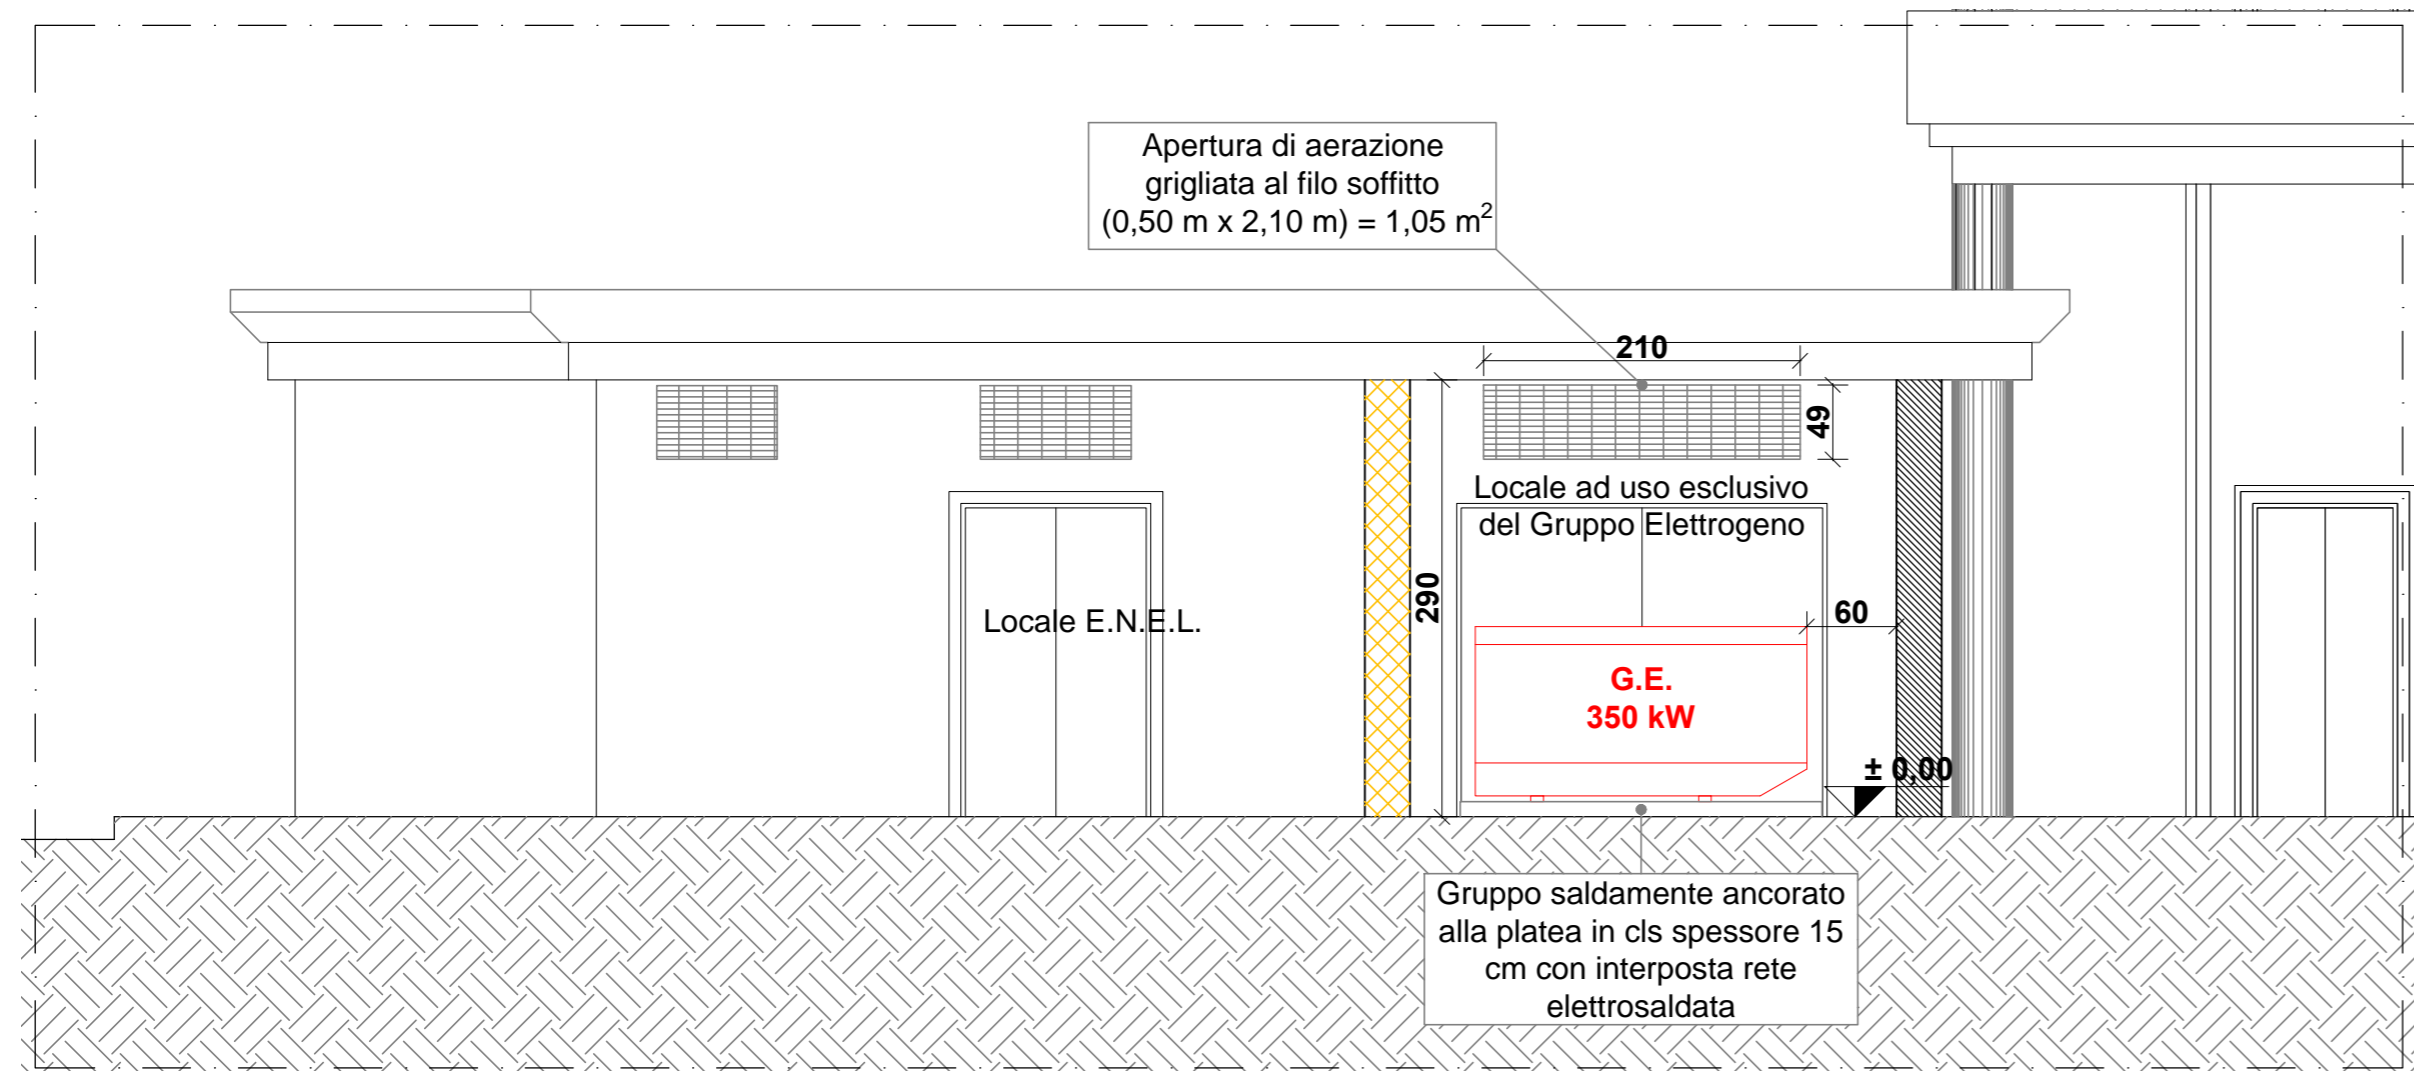 Apertura di aerazione
grigliata al filo soffitto
(0,50 m x 2,10 m) = 1,05 m²
210
49
Locale ad uso esclusivo
del Gruppo Elettrogeno
290
Locale E.N.E.L.
60
G.E.
350 kW
± 0,00
Gruppo saldamente ancorato
alla platea in cls spessore 15
cm con interposta rete
elettrosaldata